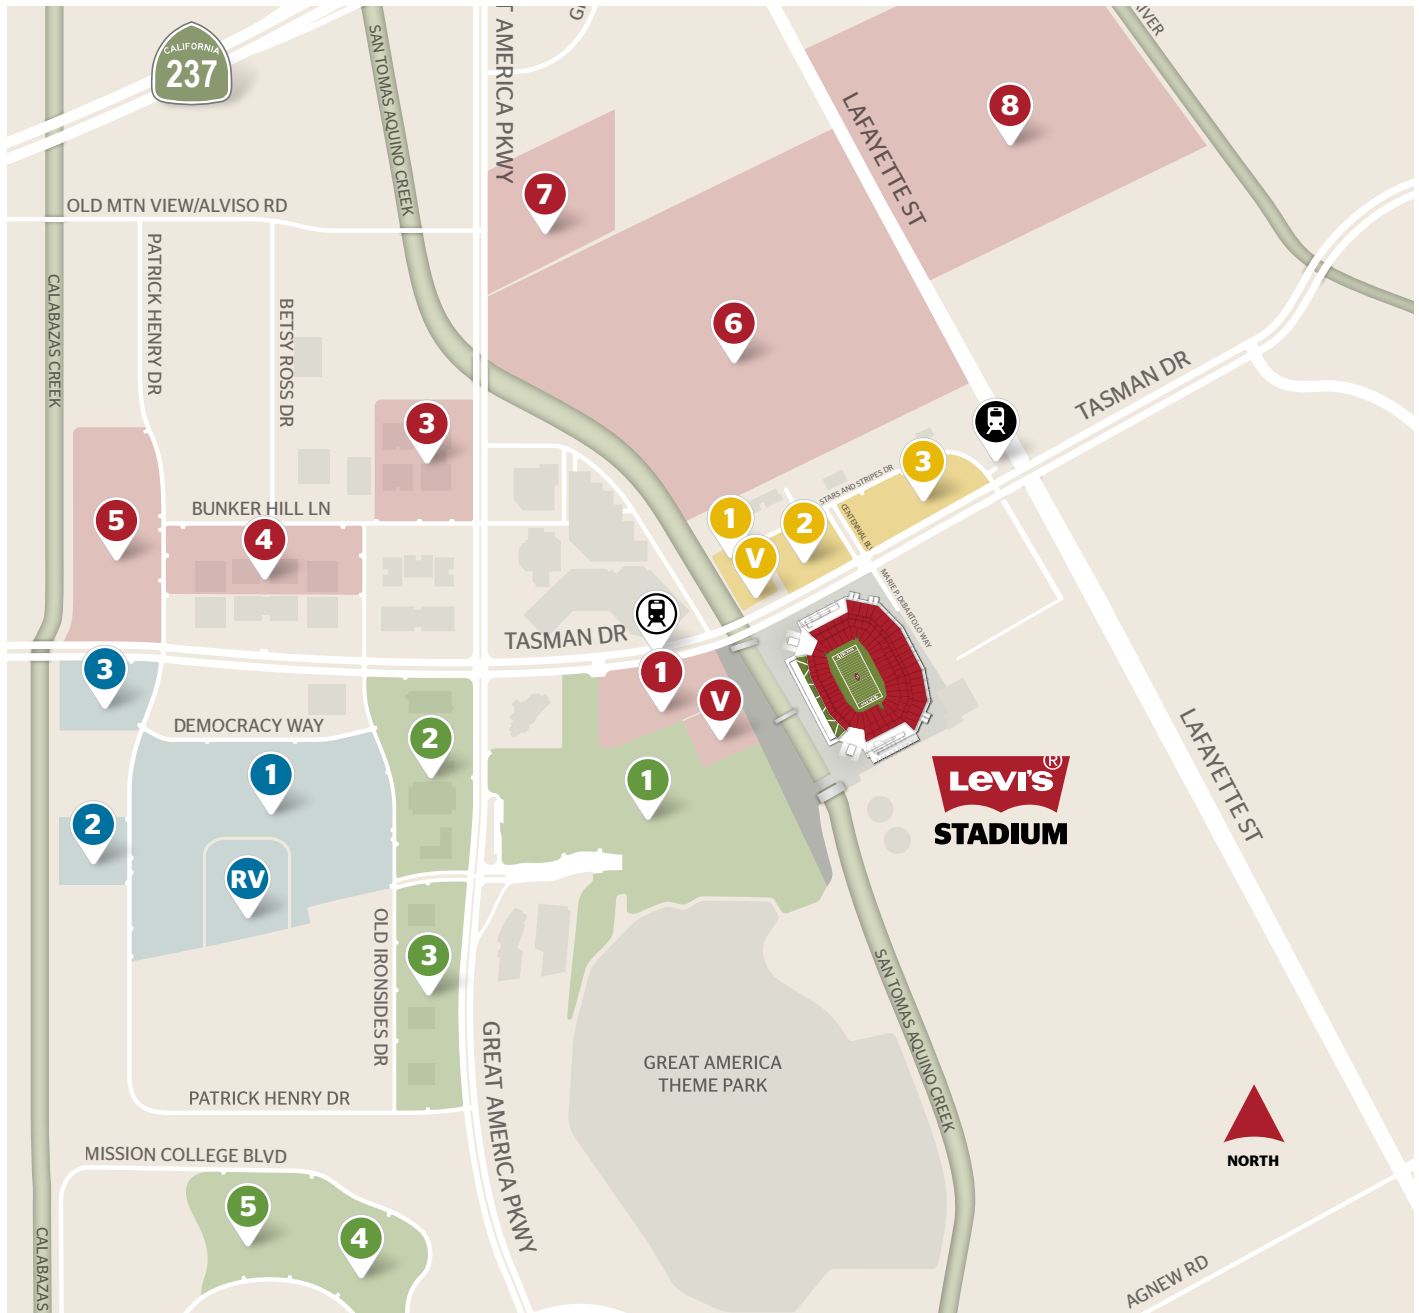 CALIFORNIA
237
SAN TOMAS AQUINO CREEK
T AMERICA PKWY
IVER
8
LAFAYETTE ST
7
OLD MTN VIEW/ALVISO RD
PATRICK HENRY DR
CALABAZAS CREEK
BETSY ROSS DR
6
TASMAN DR
3
3
STARS AND STRIPES DR
5
BUNKER HILL LN
4
1
2
CENTENNIAL BL
V
MARIE P. DeBARTOLO WAY
TASMAN DR
3
1
V
DEMOCRACY WAY
2
1
1
LEVI'S
®
STADIUM
LAFAYETTE ST
2
RV
OLD IRONSIDES DR
3
SAN TOMAS AQUINO CREEK
GREAT AMERICA
THEME PARK
GREAT AMERICA PKWY
PATRICK HENRY DR
MISSION COLLEGE BLVD
NORTH
5
4
CALABAZAS
AGNEW RD